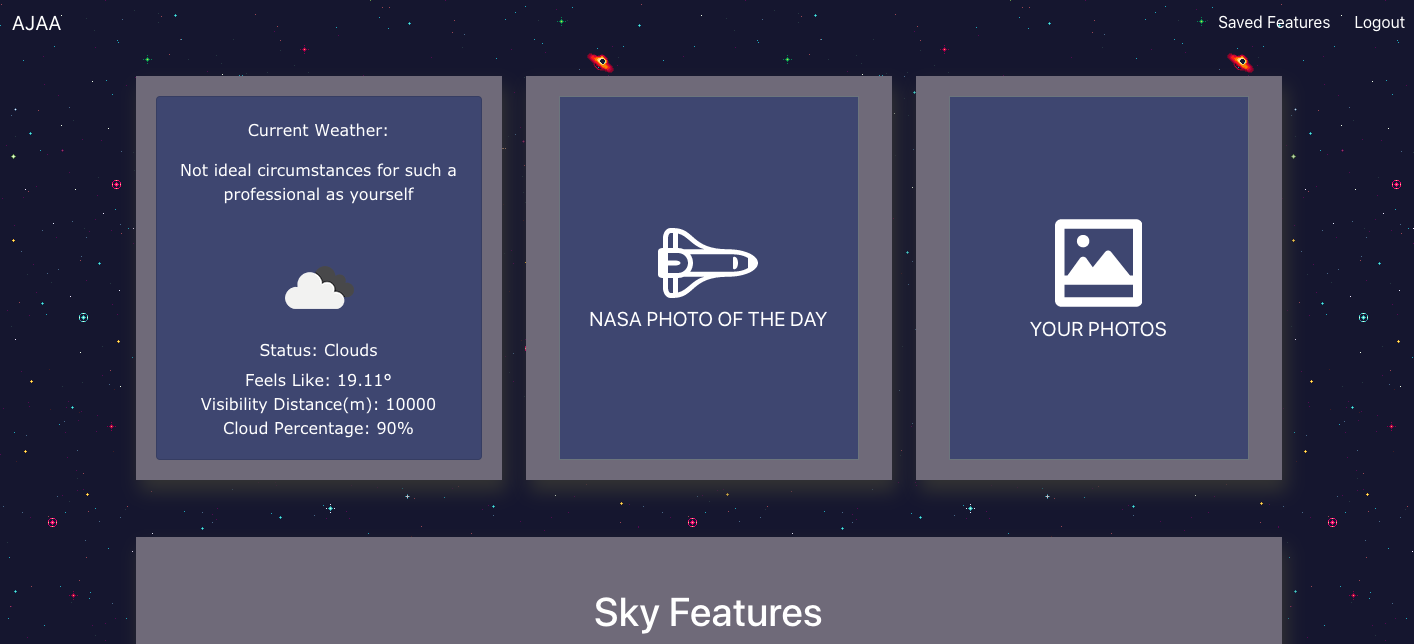 AJAA
Saved Features
Logout
Current Weather:
Not ideal circumstances for such a
professional as yourself
Status: Clouds
Feels Like: 19.11°
Visibility Distance(m): 10000
Cloud Percentage: 90%
NASA PHOTO OF THE DAY
YOUR PHOTOS
Sky Features